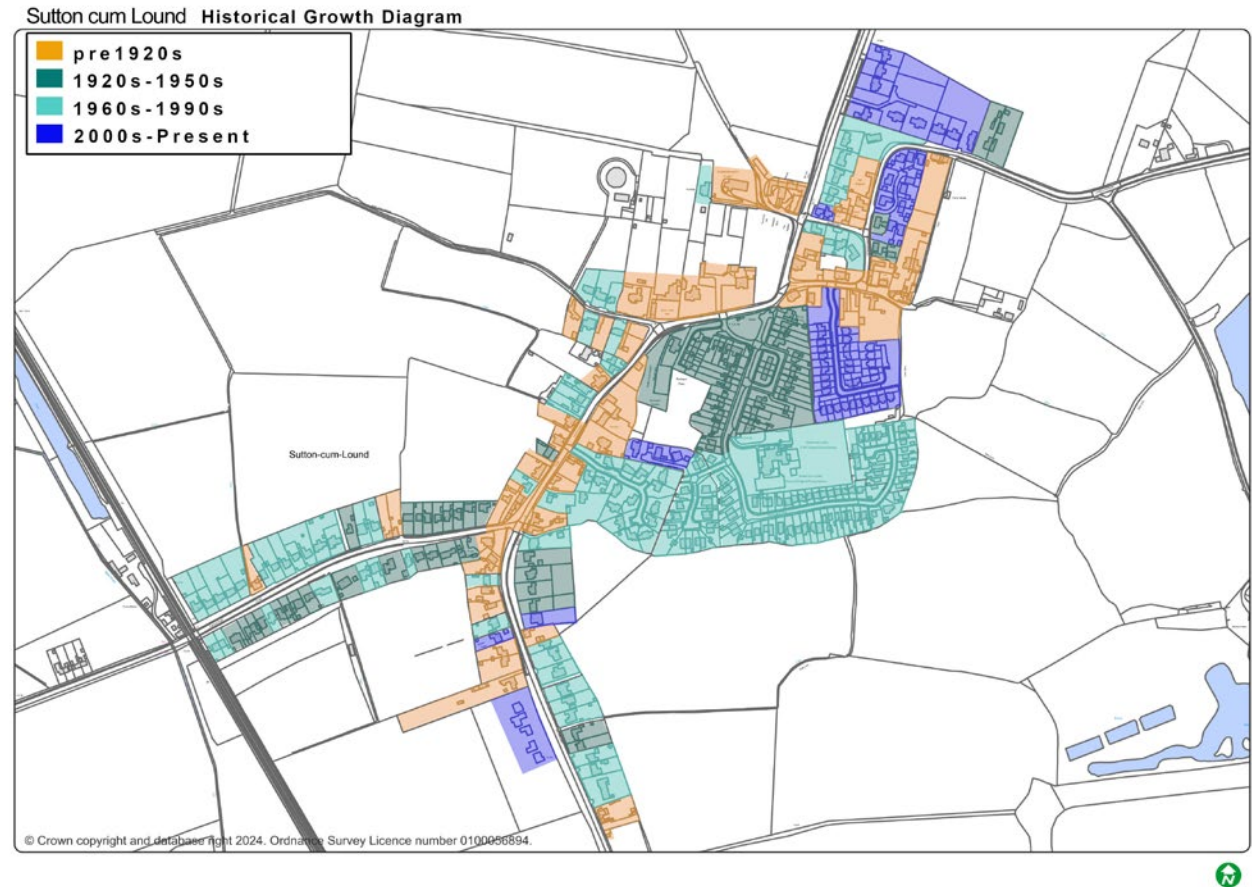 Sutton cum Lound Historical Growth Diagram
pre1920s
1920s-1950s
1960s-1990s
2000s-Present
Sutton-cum-Lound
© Crown copyright and database right 2024. Ordnance Survey Licence number 0100056894.
N